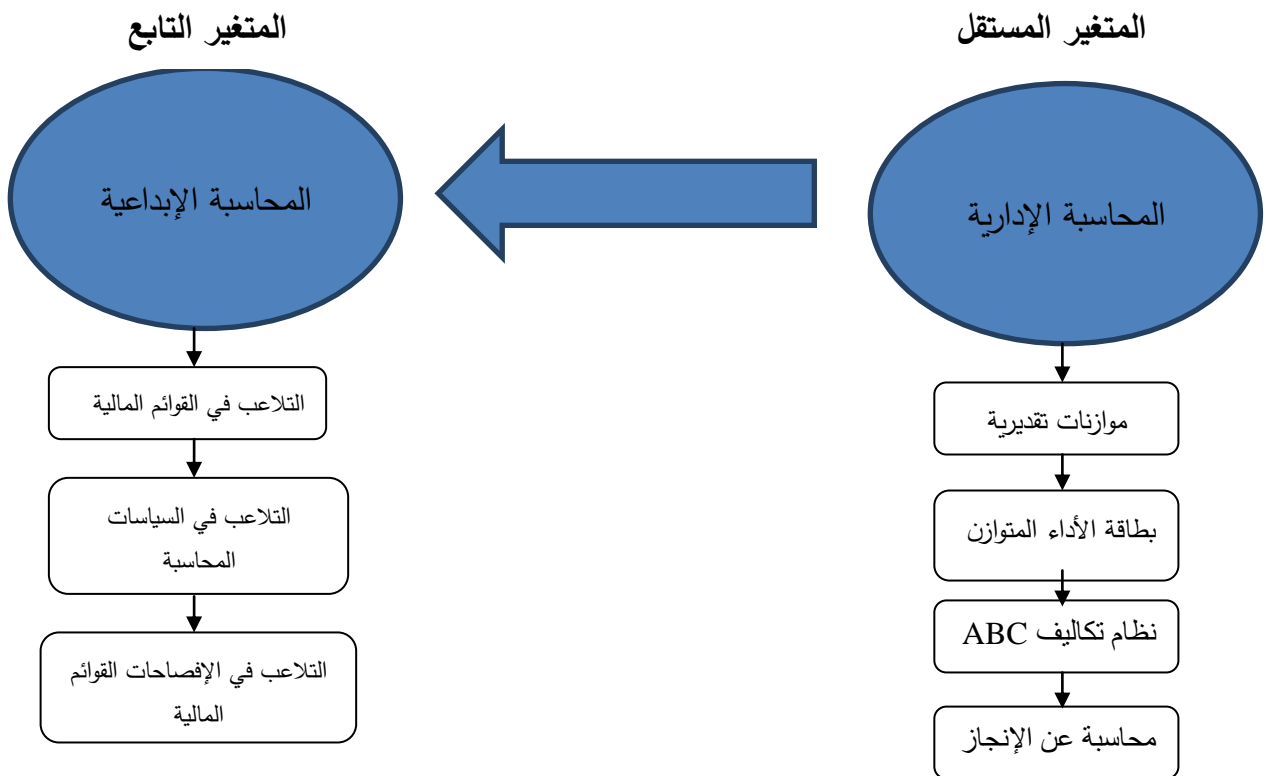 المتغير المستقل
المتغير التابع
المحاسبة الإدارية
المحاسبة الإبداعية
موازنات تقديرية
بطاقة الأداء المتوازن
نظام تكاليف ABC
محاسبة عن الإنجاز
التلاعب في القوائم المالية
التلاعب في السياسات
المحاسبة
التلاعب في الإفصاحات القوائم
المالية